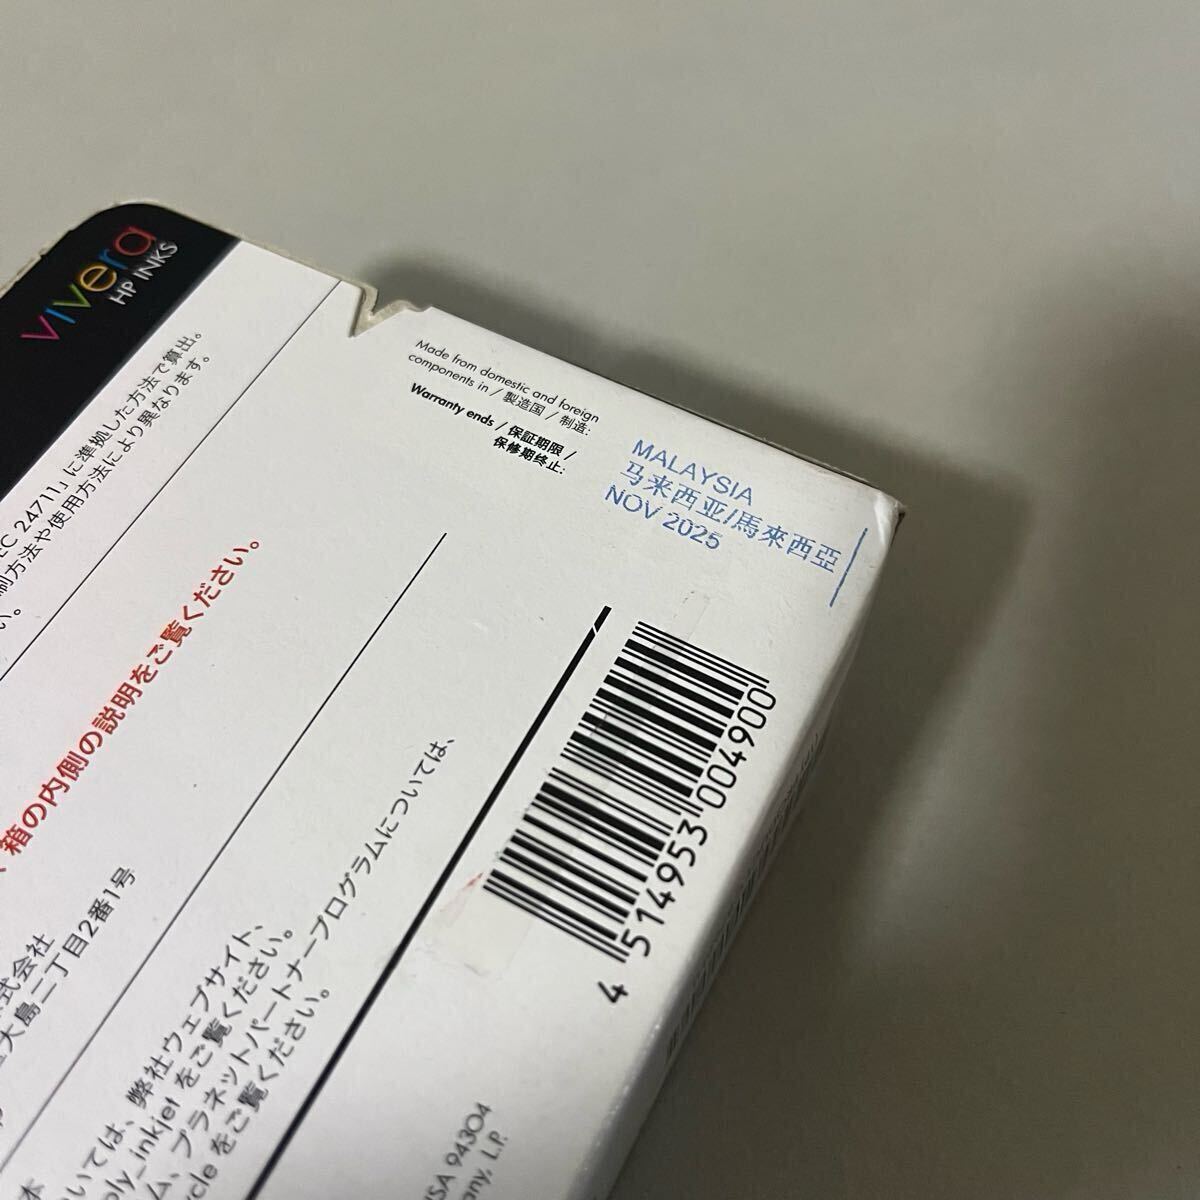 vivera
HP INKS
24711」に準拠した方法で算出。
刷方法や使用方法により異なります。
い。
箱の内側の説明をご覧ください。
式会社
大島二丁目2番1号
Made from domestic and foreign
components in / 製造国 / 制造:
Warranty ends / 保証期限 /
保修期终止:
MALAYSIA
马来西亚/馬來西亞
NOV 2025
4 514953 004900
いては、弊社ウェブサイト、
ply_inkjet をご覧ください。
ム、プラネットパートナープログラムについては、
cle をご覧ください。
本
USA 94304
any, L.P.